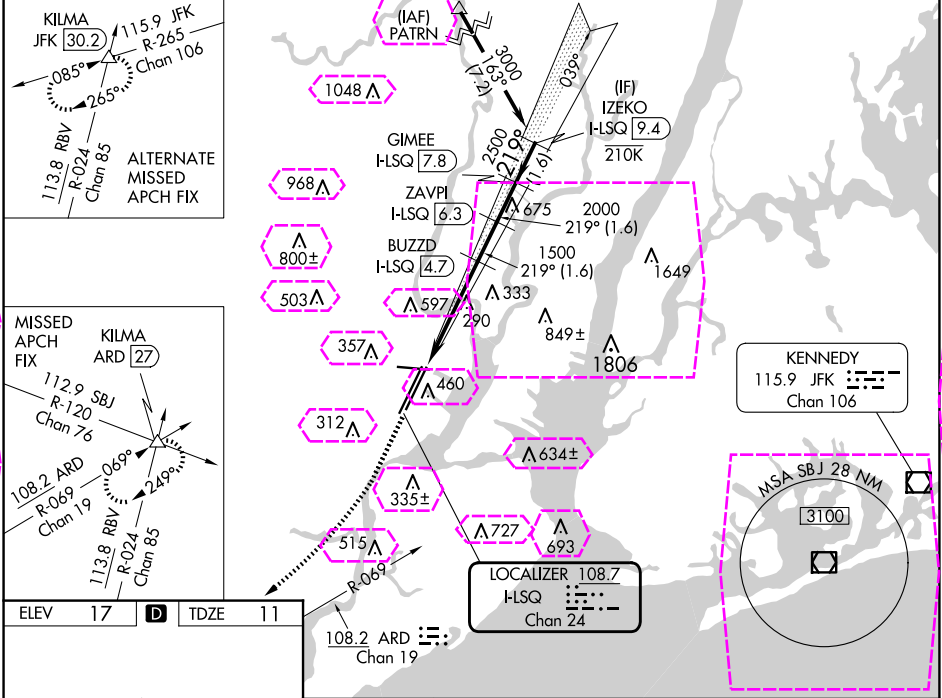 KILMA
JFK 30.2
115.9 JFK
R-265
Chan 106
085°
265°
113.8 RBV
R-024
Chan 85
ALTERNATE
MISSED
APCH FIX
(IAF)
PATRN
3000
163°
(7.2)
039°
1048
(IF)
IZEKO
I-LSQ 9.4
210K
GIMEE
I-LSQ 7.8
2500
219°
(1.6)
968
ZAVPI
I-LSQ 6.3
675
2000
219° (1.6)
800±
BUZZD
I-LSQ 4.7
1500
219° (1.6)
1649
503
597
333
290
849±
1806
357
460
MISSED
APCH
FIX
KILMA
ARD 27
112.9 SBJ
R-120
Chan 76
108.2 ARD
R-069
Chan 19
069°
249°
113.8 RBV
R-024
Chan 85
KENNEDY
115.9 JFK
Chan 106
312
634±
335±
MSA SBJ 28 NM
3100
727
693
515
R-069
LOCALIZER 108.7
I-LSQ
Chan 24
108.2 ARD
Chan 19
ELEV 17 D TDZE 11